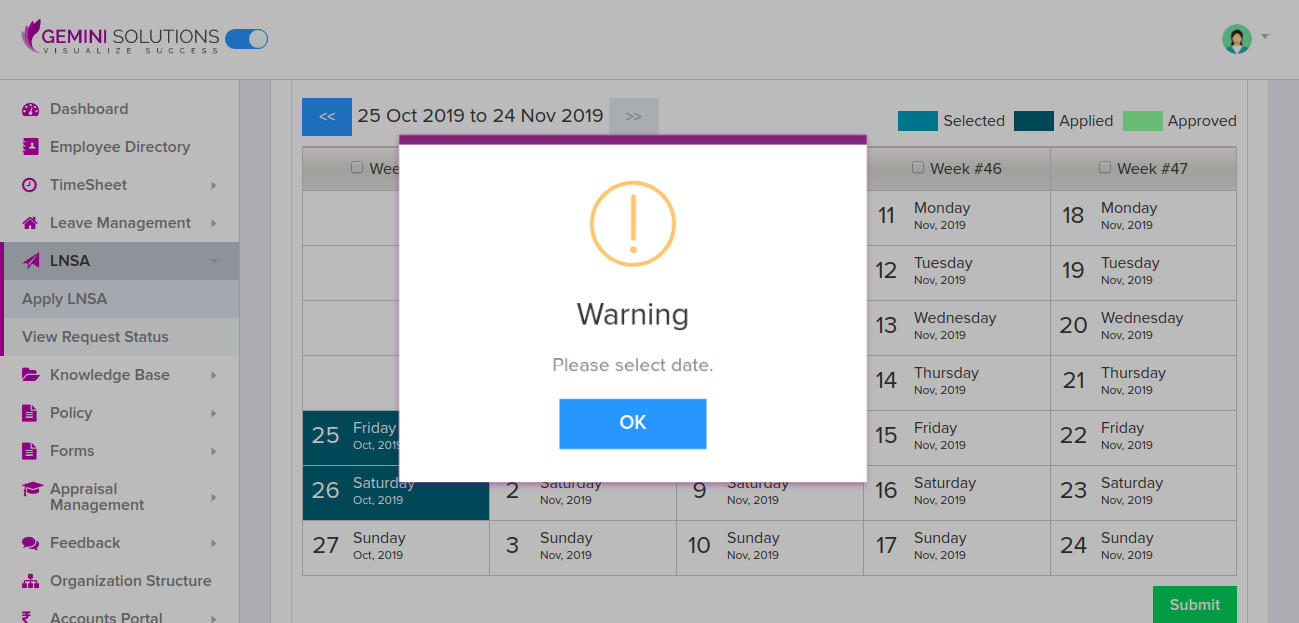 GEMINI SOLUTIONS
VISUALIZE SUCCESS
Dashboard
Employee Directory
TimeSheet
Leave Management
LNSA
Apply LNSA
View Request Status
Knowledge Base
Policy
Forms
Appraisal
Management
Feedback
Organization Structure
Accounts Portal
<< 25 Oct 2019 to 24 Nov 2019 >>
Selected Applied Approved
Week #46 Week #47
11 Monday 18 Monday
Nov, 2019 Nov, 2019
12 Tuesday 19 Tuesday
Nov, 2019 Nov, 2019
13 Wednesday 20 Wednesday
Nov, 2019 Nov, 2019
14 Thursday 21 Thursday
Nov, 2019 Nov, 2019
25 Friday 15 Friday 22 Friday
Oct, 2019 Nov, 2019 Nov, 2019
26 Saturday 2 Saturday 9 Saturday 16 Saturday 23 Saturday
Oct, 2019 Nov, 2019 Nov, 2019 Nov, 2019 Nov, 2019
27 Sunday 3 Sunday 10 Sunday 17 Sunday 24 Sunday
Oct, 2019 Nov, 2019 Nov, 2019 Nov, 2019 Nov, 2019
Submit
Warning
Please select date.
OK